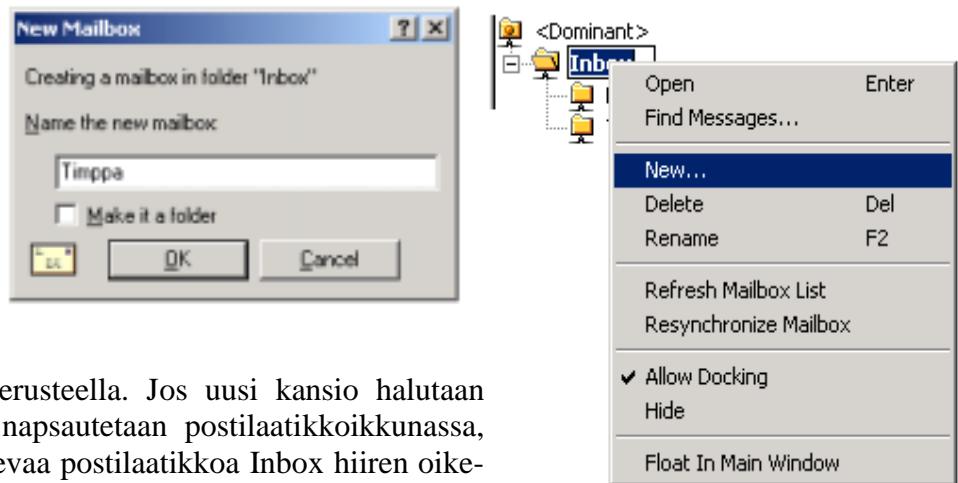 New Mailbox
Creating a mailbox in folder "Inbox"
Name the new mailbox:
Timppa
Make it a folder
OK Cancel
<Dominant>
Inbox
Open Enter
Find Messages...
New...
Delete Del
Rename F2
Refresh Mailbox List
Resynchronize Mailbox
Allow Docking
Hide
Float In Main Window
erusteella. Jos uusi kansio halutaan
napsautetaan postilaatikkoikkunassa,
evaa postilaatikkoa Inbox hiiren oike-